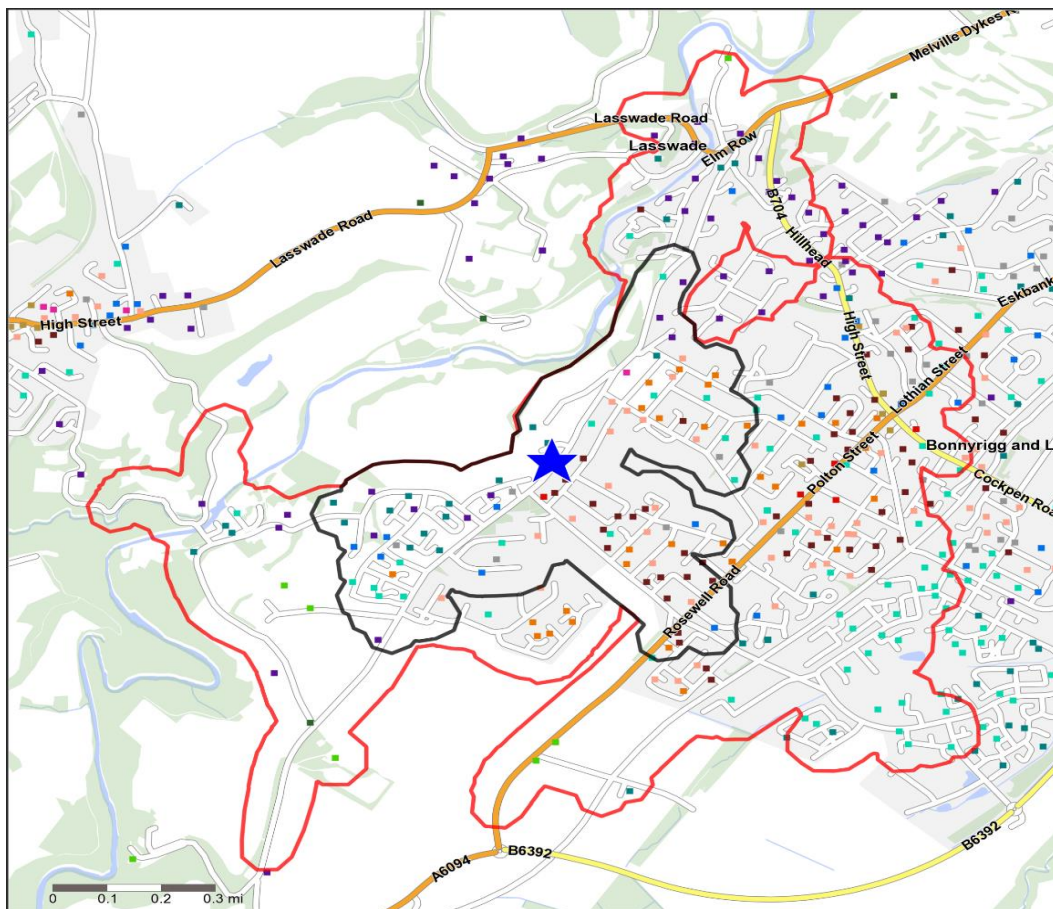 Melville Dykes R
Lasswade Road
Lasswade
Elm Row
B704
Hillhead
Lasswade Road
High Street
Eskbank
High Street
Lothian Street
Bonnyrigg and L
Polton Street
Cockpen Roa
Rosewell Road
A6094
B6392
B6392
0 0.1 0.2 0.3 mi